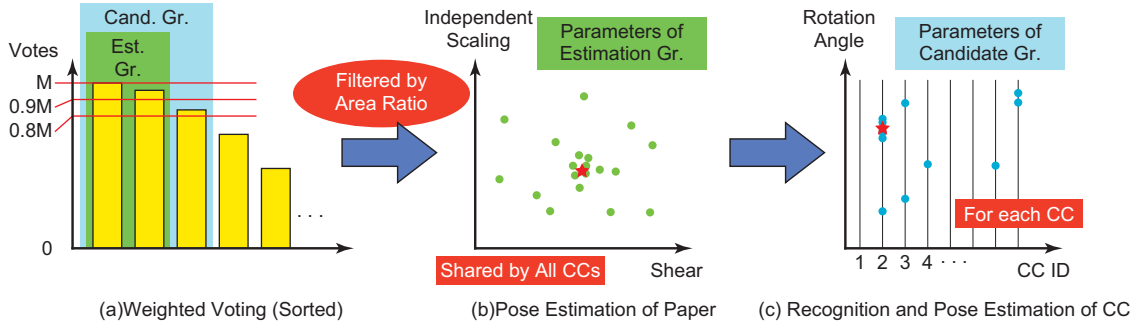 Cand. Gr.
Est.
Gr.
Votes
M
0.9M
0.8M
0
. . .
(a)Weighted Voting (Sorted)
Filtered by
Area Ratio
Independent
Scaling
Parameters of
Estimation Gr.
Shared by All CCs
Shear
(b)Pose Estimation of Paper
Rotation
Angle
Parameters of
Candidate Gr.
For each CC
1 2 3 4 . . .
CC ID
(c) Recognition and Pose Estimation of CC